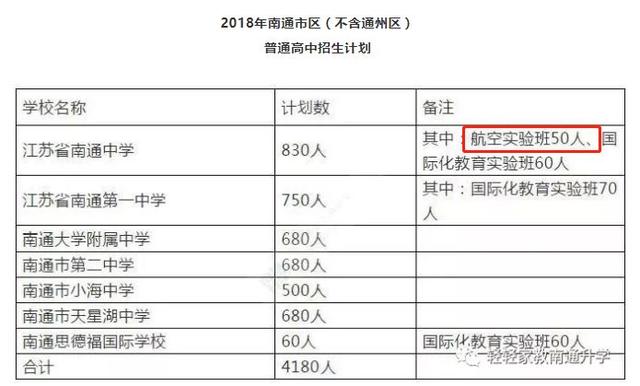 2018年南通市区（不含通州区）
普通高中招生计划
学校名称 计划数 备注
江苏省南通中学 830人 其中：航空实验班50人、国
际化教育实验班60人
江苏省南通第一中学 750人 其中：国际化教育实验班70
人
南通大学附属中学 680人
南通市第二中学 680人
南通市小海中学 500人
南通市天星湖中学 680人
南通思德福国际学校 60人 国际化教育实验班60人
合计 4180人
轻轻家教南通升学